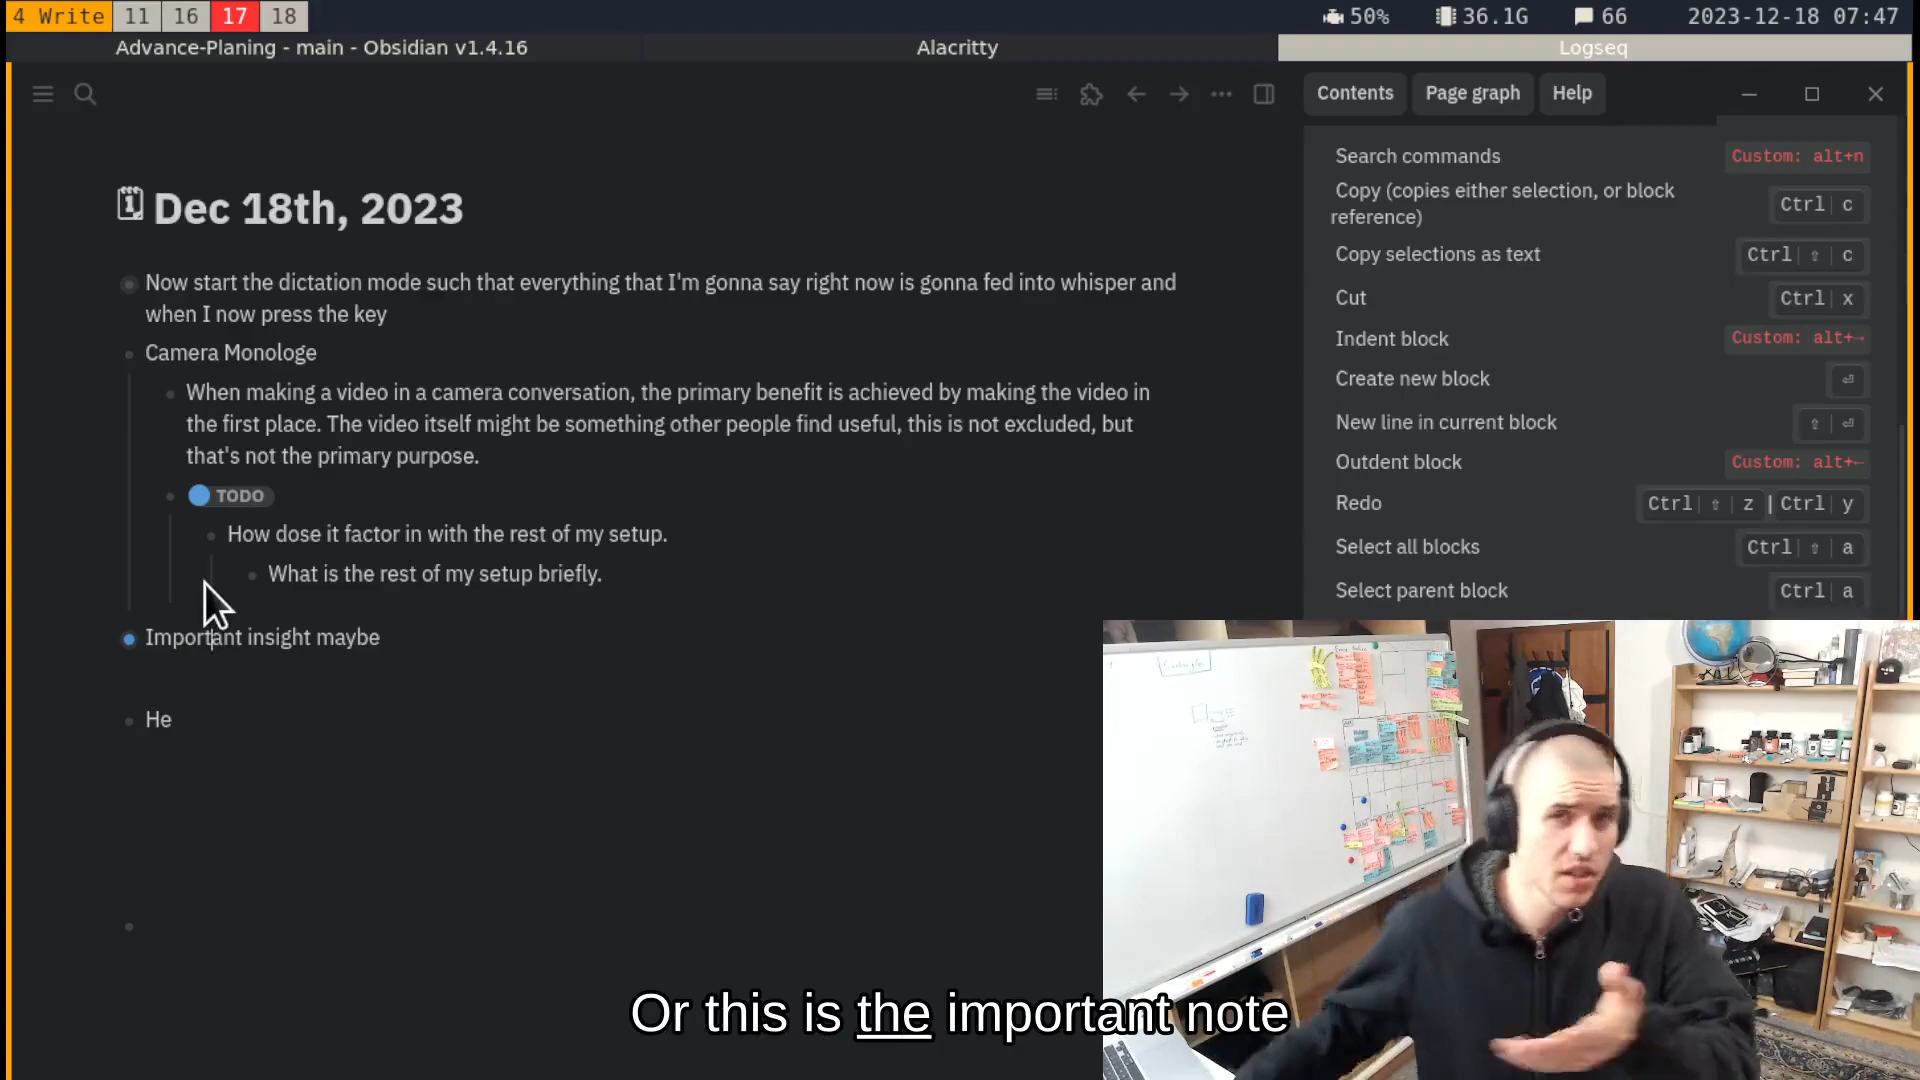 4 Write 11 16 17 18
50% 36.1G 66 2023-12-18 07:47
Advance-Planing - main - Obsidian v1.4.16
Alacritty
Logseq
Contents Page graph Help
Dec 18th, 2023
Now start the dictation mode such that everything that I'm gonna say right now is gonna fed into whisper and
when I now press the key
Camera Monologe
When making a video in a camera conversation, the primary benefit is achieved by making the video in
the first place. The video itself might be something other people find useful, this is not excluded, but
that's not the primary purpose.
TODO
How dose it factor in with the rest of my setup.
What is the rest of my setup briefly.
Important insight maybe
He
Search commands Custom: alt+n
Copy (copies either selection, or block
reference) Ctrl c
Copy selections as text Ctrl ⇧ c
Cut Ctrl x
Indent block Custom: alt+→
Create new block ⏎
New line in current block ⇧ ⏎
Outdent block Custom: alt+←
Redo Ctrl ⇧ z | Ctrl y
Select all blocks Ctrl ⇧ a
Select parent block Ctrl a
Or this is the important note